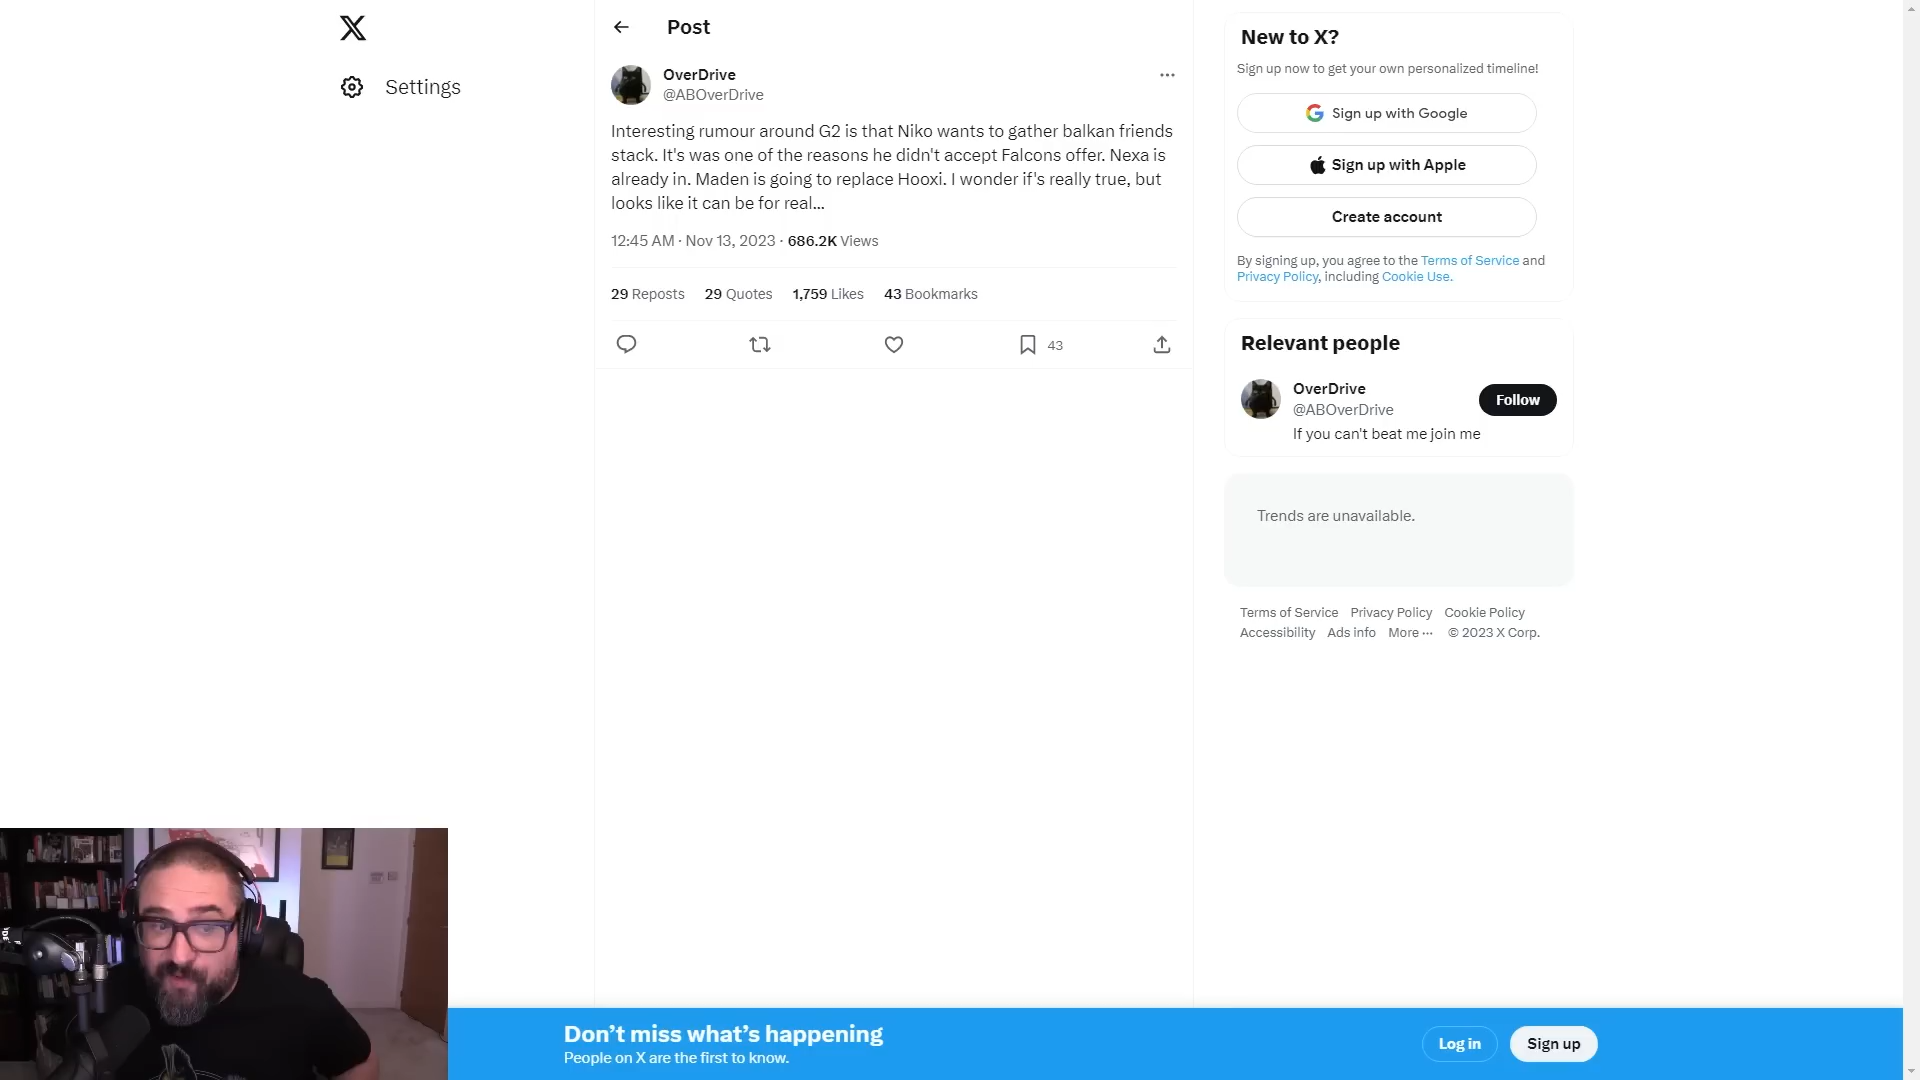 Settings
Post
OverDrive
@ABOverDrive
Interesting rumour around G2 is that Niko wants to gather balkan friends
stack. It's was one of the reasons he didn't accept Falcons offer. Nexa is
already in. Maden is going to replace Hooxi. I wonder if's really true, but
looks like it can be for real...
12:45 AM · Nov 13, 2023 · 686.2K Views
29 Reposts 29 Quotes 1,759 Likes 43 Bookmarks
43
New to X?
Sign up now to get your own personalized timeline!
Sign up with Google
Sign up with Apple
Create account
By signing up, you agree to the Terms of Service and
Privacy Policy, including Cookie Use.
Relevant people
OverDrive
@ABOverDrive
Follow
If you can't beat me join me
Trends are unavailable.
Terms of Service Privacy Policy Cookie Policy
Accessibility Ads info More ··· © 2023 X Corp.
Don’t miss what’s happening
People on X are the first to know.
Log in
Sign up